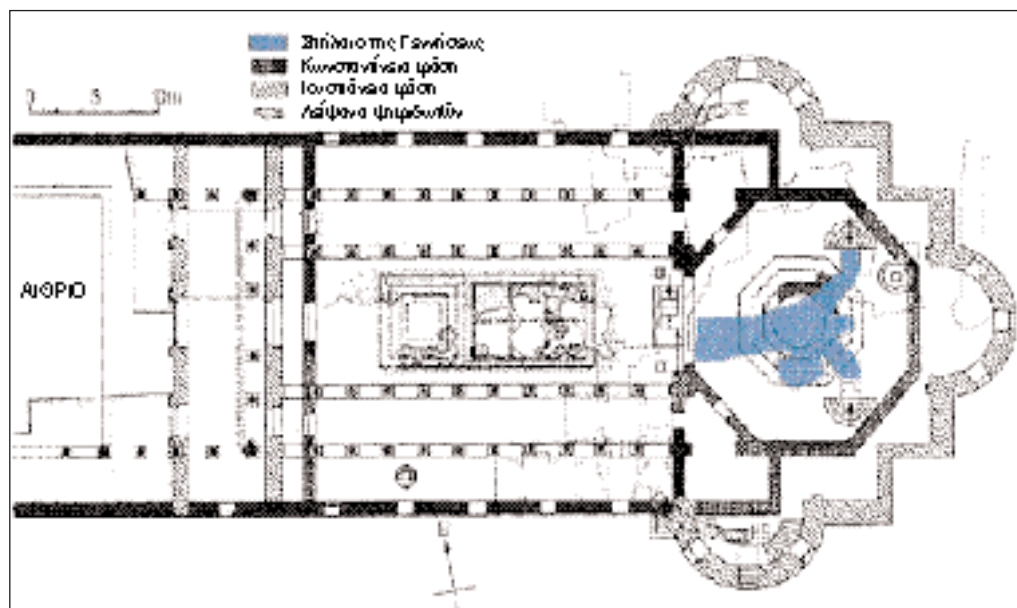 Σπήλαιο της Γεννήσεως
Κωνσταντίνεια φάση
Ιουστινιάνεια φάση
Λείψανα ψηφιδωτών
0 5 10m
ΑΙΘΡΙΟ
Β